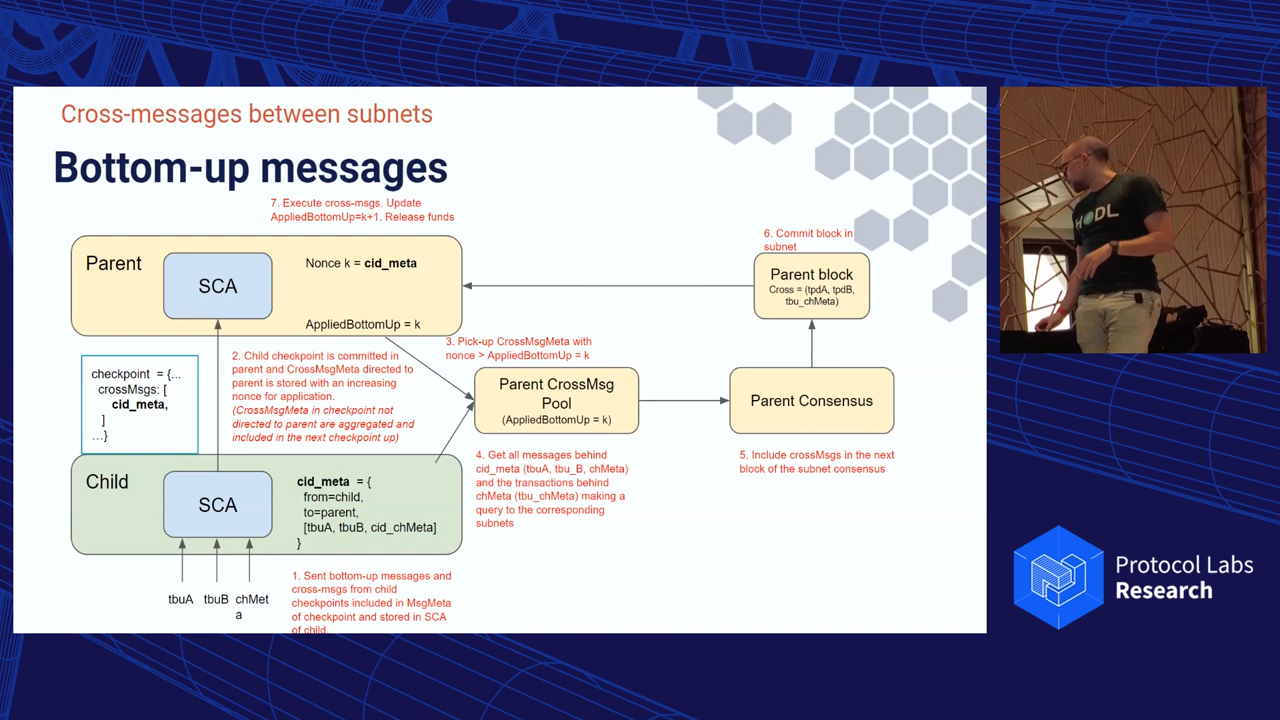 Cross-messages between subnets
Bottom-up messages
7. Execute cross-msgs. Update
AppliedBottomUp=k+1. Release funds
Parent
SCA
Nonce k = cid_meta
AppliedBottomUp = k
6. Commit block in
subnet
Parent block
Cross = (tpdA, tpdB,
tbu_chMeta)
3. Pick-up CrossMsgMeta with
nonce > AppliedBottomUp = k
checkpoint = {...
crossMsgs: [
cid_meta,
]
...}
2. Child checkpoint is committed in
parent and CrossMsgMeta directed to
parent is stored with an increasing
nonce for application.
(CrossMsgMeta in checkpoint not
directed to parent are aggregated and
included in the next checkpoint up)
Parent CrossMsg
Pool
(AppliedBottomUp = k)
Parent Consensus
4. Get all messages behind
cid_meta (tbuA, tbu_B, chMeta)
and the transactions behind
chMeta (tbu_chMeta) making a
query to the corresponding
subnets
5. Include crossMsgs in the next
block of the subnet consensus
Child
SCA
cid_meta = {
from=child,
to=parent,
[tbuA, tbuB, cid_chMeta]
}
tbuA tbuB chMet
a
1. Sent bottom-up messages and
cross-msgs from child
checkpoints included in MsgMeta
of checkpoint and stored in SCA
of child.
HODL
Protocol Labs
Research